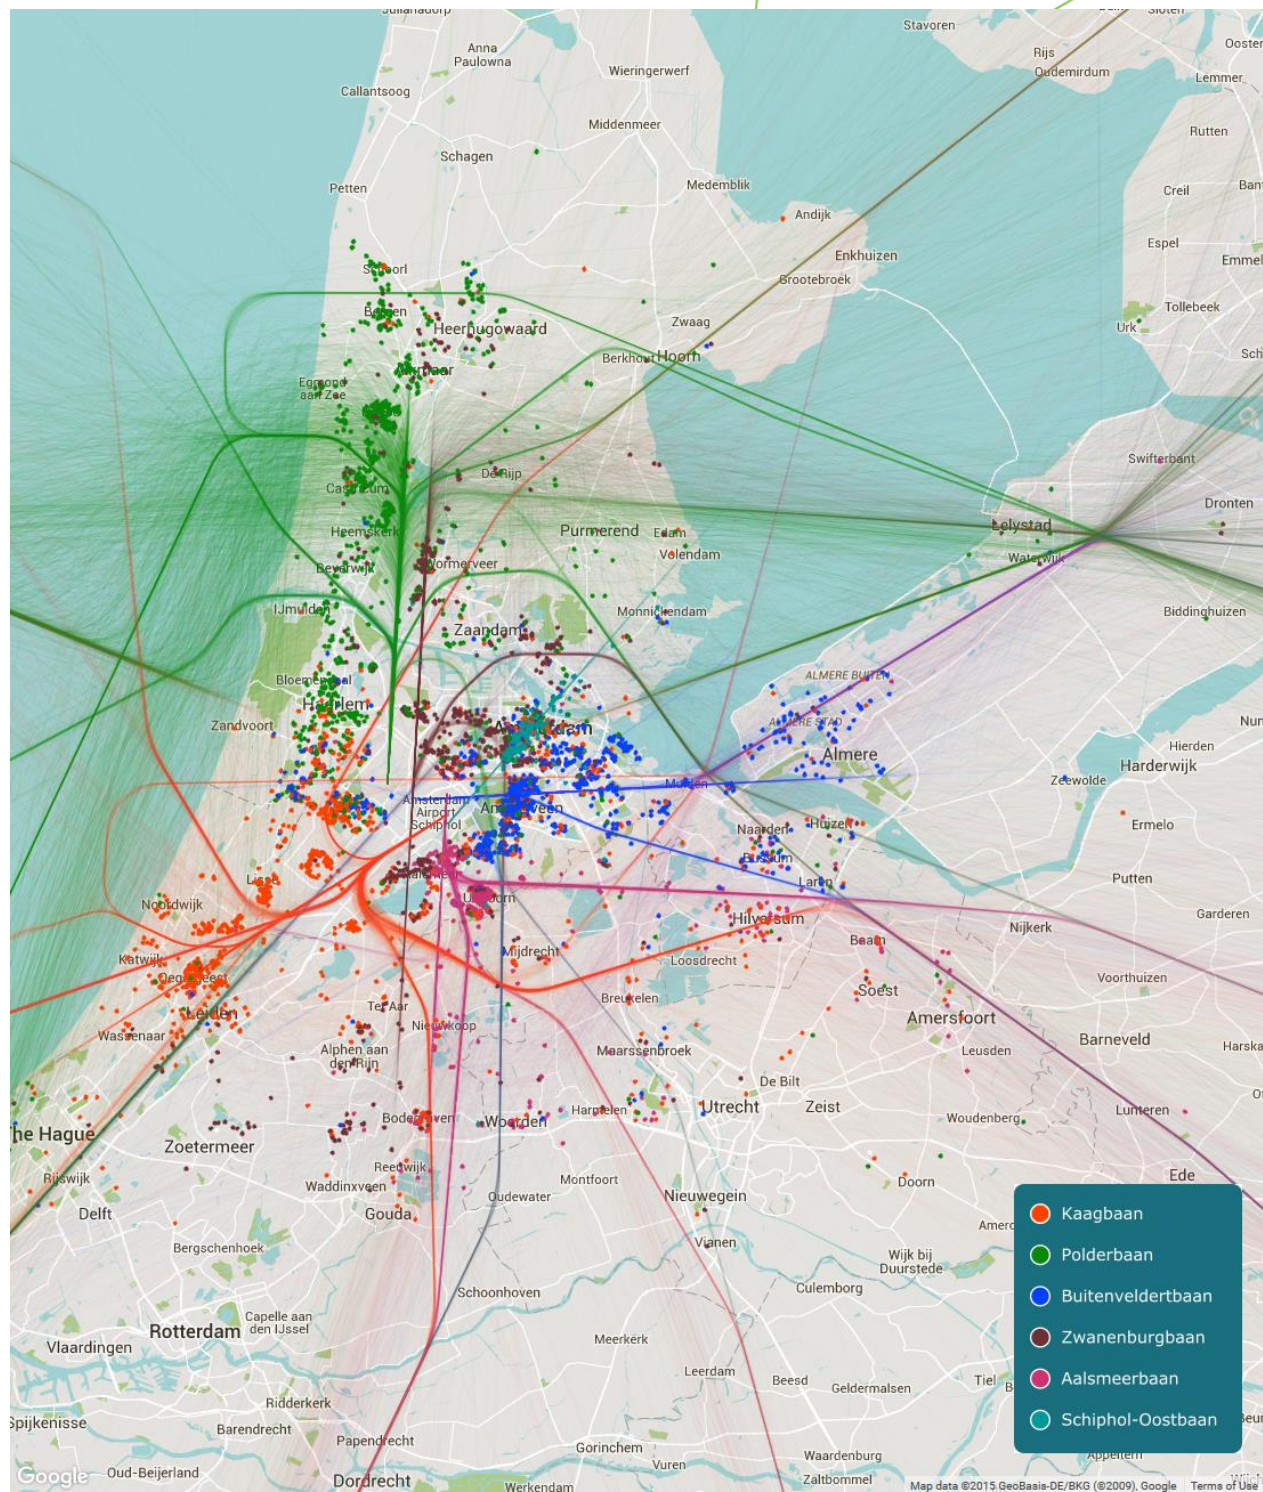 Stavoren
Anna
Paulowna
Rijs
Oudemirdum
Lemmer
Wieringerwerf
Callantsoog
Middenmeer
Rutten
Schagen
Petten
Medemblik
Creil
Andijk
Espel
Enkhuizen
Grootebroek
Tollebeek
Urk
Zwaag
Heerhugowaard
Berkhout
Hoorn
Egmond
aan Zee
Swifterbant
De Rijp
Dronten
Castricum
Lelystad
Heemskerk
Purmerend
Edam
Volendam
Waterwijk
Beverwijk
Wormerveer
IJmuiden
Monnickendam
Biddinghuizen
Zaandam
Bloemendaal
ALMERE BUITEN
Haarlem
Zandvoort
Amsterdam
ALMERE STAD
Almere
Hierden
Harderwijk
Zeewolde
Muiden
Amsterdam
Airport
Schiphol
Amstelveen
Naarden
Huizen
Ermelo
Bussum
Lisse
Laren
Putten
Uithoorn
Noordwijk
Hilversum
Garderen
Nijkerk
Baarn
Mijdrecht
Loosdrecht
Katwijk
Oegstgeest
Voorthuizen
Soest
Breukelen
Ter Aar
Leiden
Amersfoort
Nieuwkoop
Wassenaar
Barneveld
Alphen aan
den Rijn
Maarssenbroek
Leusden
Harska
De Bilt
Utrecht
Zeist
Harmelen
Lunteren
Bodegraven
Woerden
Woudenberg
The Hague
Zoetermeer
Reeuwijk
Ede
Rijswijk
Waddinxveen
Montfoort
Doorn
Oudewater
Nieuwegein
Delft
Gouda
Vianen
Bergschenhoek
Wijk bij
Duurstede
Schoonhoven
Culemborg
Capelle aan
den IJssel
Rotterdam
Vlaardingen
Meerkerk
Leerdam
Beesd
Geldermalsen
Tiel
Ridderkerk
Spijkenisse
Barendrecht
Papendrecht
Gorinchem
Waardenburg
Vuren
Oud-Beijerland
Dordrecht
Werkendam
Zaltbommel
Kaagbaan
Polderbaan
Buitenveldertbaan
Zwanenburgbaan
Aalsmeerbaan
Schiphol-Oostbaan
Google
Map data ©2015 GeoBasis-DE/BKG (©2009), Google Terms of Use